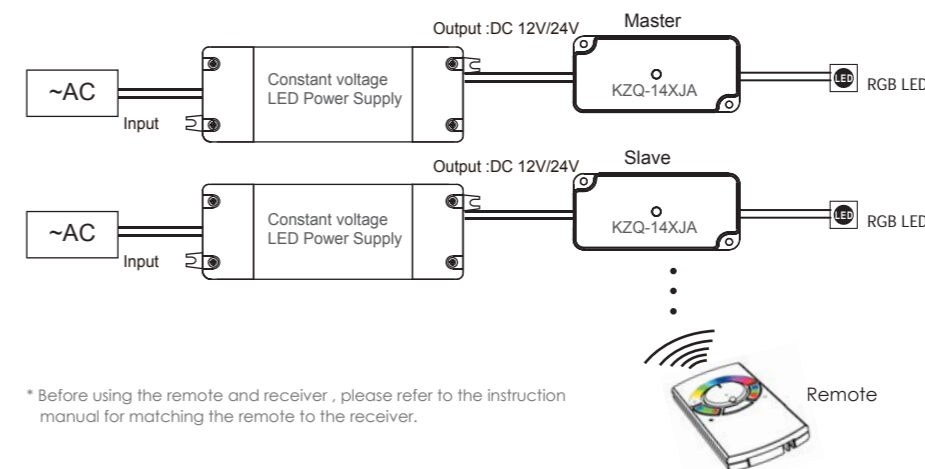 Output :DC 12V/24V
Master
~AC
Input
Constant voltage
LED Power Supply
KZQ-14XJA
LED
RGB LED
Output :DC 12V/24V
Slave
~AC
Input
Constant voltage
LED Power Supply
KZQ-14XJA
LED
RGB LED
Remote
* Before using the remote and receiver , please refer to the instruction
manual for matching the remote to the receiver.